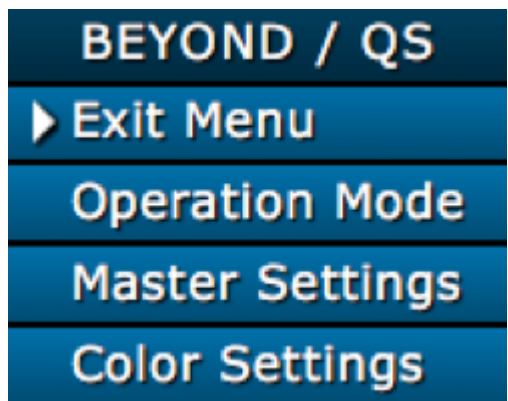 BEYOND / QS
Exit Menu
Operation Mode
Master Settings
Color Settings